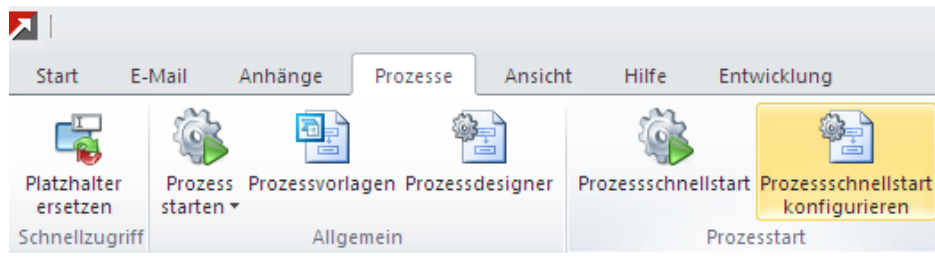 Start E-Mail Anhänge Prozesse Ansicht Hilfe Entwicklung
Platzhalter ersetzen
Prozess starten
Prozessvorlagen
Prozessdesigner
Prozessschnellstart
Prozessschnellstart konfigurieren
Schnellzugriff Allgemein Prozesstart